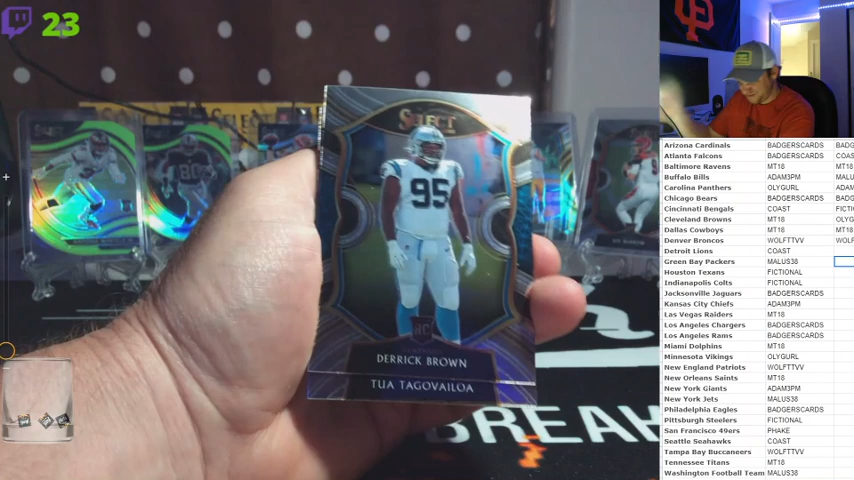 23
SELECT
SELECT
95
80
RC
DERRICK BROWN
TUA TAGOVAILOA
BREAK
SF
Arizona Cardinals BADGERSCARDS BADG
Atlanta Falcons BADGERSCARDS COAS
Baltimore Ravens MT18 MT18
Buffalo Bills ADAM3PM MALU
Carolina Panthers OLYGURL ADAM
Chicago Bears BADGERSCARDS BADG
Cincinnati Bengals COAST FICTI
Cleveland Browns MT18 OLYG
Dallas Cowboys MT18 MT18
Denver Broncos WOLFTTVV WOLF
Detroit Lions COAST
Green Bay Packers MALUS38
Houston Texans FICTIONAL
Indianapolis Colts FICTIONAL
Jacksonville Jaguars BADGERSCARDS
Kansas City Chiefs ADAM3PM
Las Vegas Raiders MT18
Los Angeles Chargers BADGERSCARDS
Los Angeles Rams BADGERSCARDS
Miami Dolphins MT18
Minnesota Vikings OLYGURL
New England Patriots WOLFTTVV
New Orleans Saints MT18
New York Giants ADAM3PM
New York Jets MALUS38
Philadelphia Eagles BADGERSCARDS
Pittsburgh Steelers FICTIONAL
San Francisco 49ers PHAKE
Seattle Seahawks COAST
Tampa Bay Buccaneers WOLFTTVV
Tennessee Titans MT18
Washington Football Team MALUS38